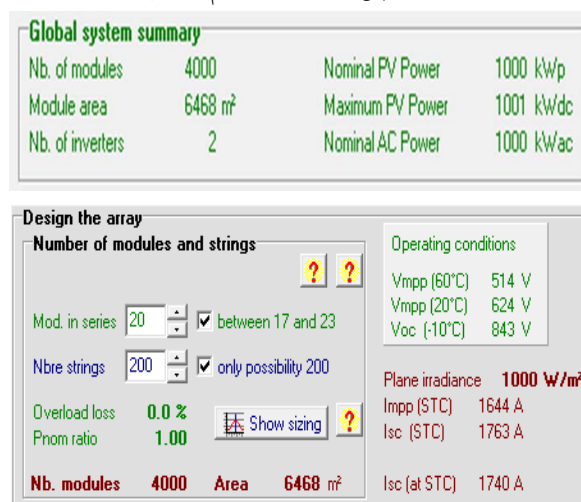 Global system summary
Nb. of modules 4000 Nominal PV Power 1000 kWp
Module area 6468 m² Maximum PV Power 1001 kWdc
Nb. of inverters 2 Nominal AC Power 1000 kWac
Design the array
Number of modules and strings
? ?
Mod. in series 20 between 17 and 23
Nbre strings 200 only possibility 200
Overload loss 0.0 %
Pnom ratio 1.00
Show sizing ?
Nb. modules 4000 Area 6468 m²
Operating conditions
Vmpp (60°C) 514 V
Vmpp (20°C) 624 V
Voc (-10°C) 843 V
Plane irradiance 1000 W/m²
Impp (STC) 1644 A
Isc (STC) 1763 A
Isc (at STC) 1740 A